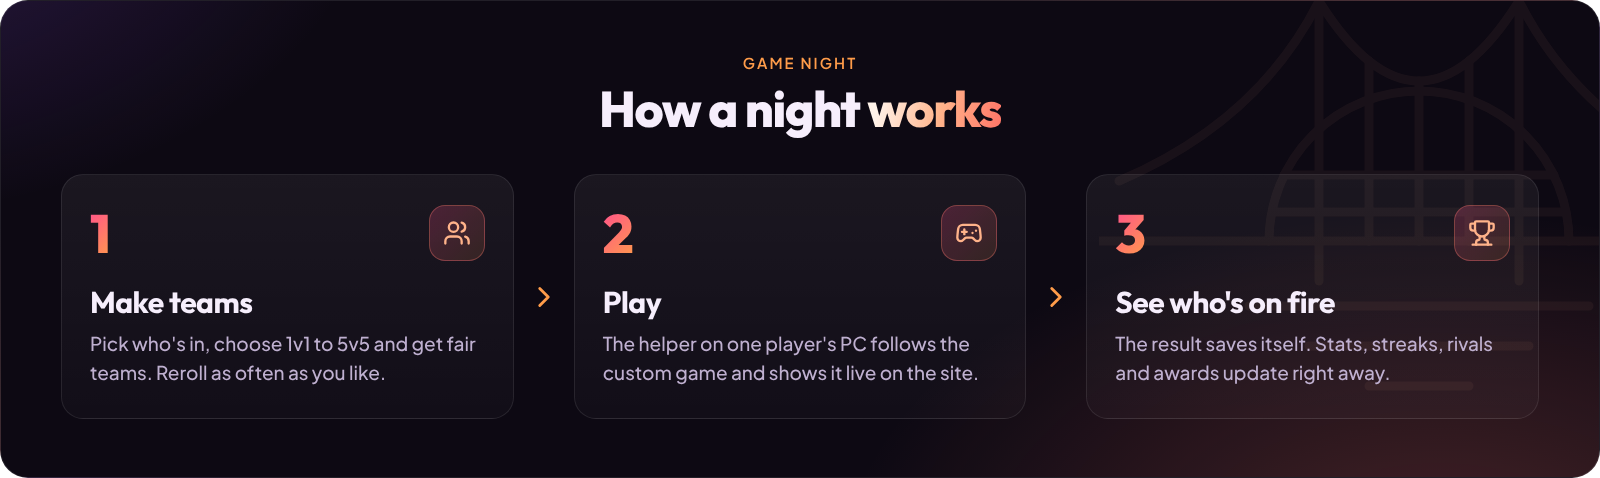 GAME NIGHT
How a night works
1
Make teams
Pick who's in, choose 1v1 to 5v5 and get fair
teams. Reroll as often as you like.
2
Play
The helper on one player's PC follows the
custom game and shows it live on the site.
3
See who's on fire
The result saves itself. Stats, streaks, rivals
and awards update right away.